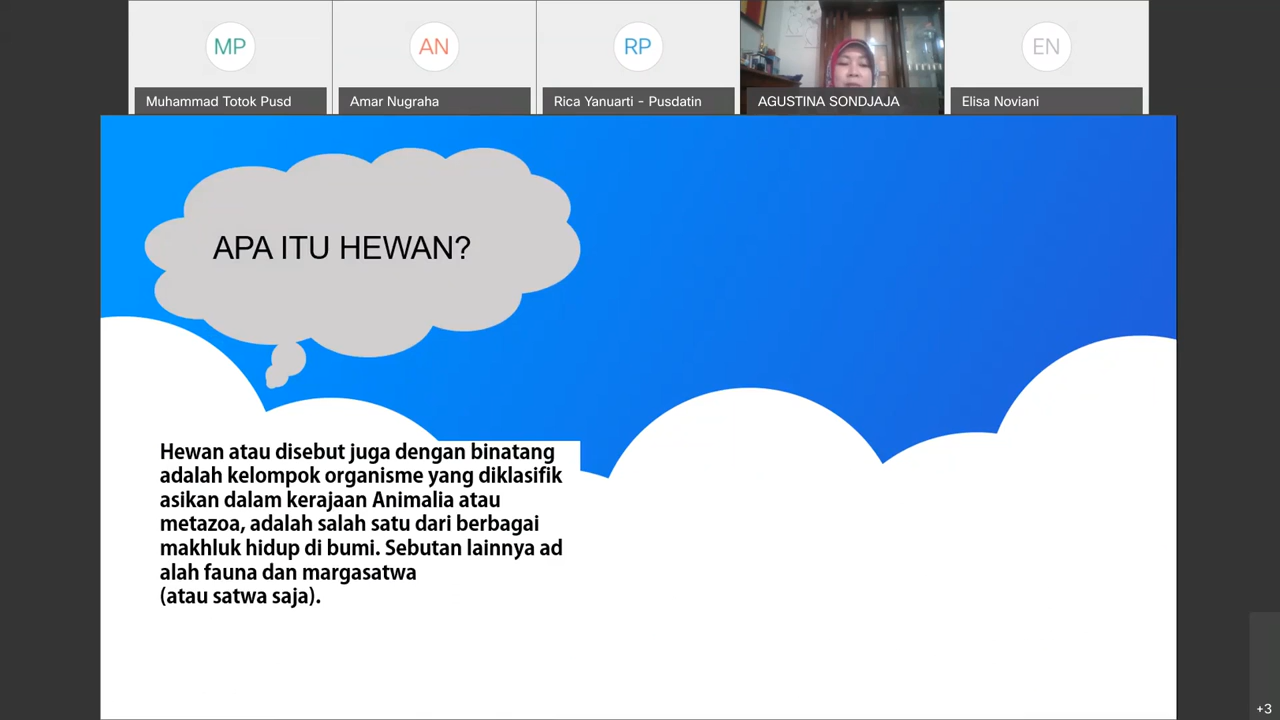 MP
AN
RP
EN
Muhammad Totok Pusd
Amar Nugraha
Rica Yanuarti - Pusdatin
AGUSTINA SONDJAJA
Elisa Noviani
APA ITU HEWAN?
Hewan atau disebut juga dengan binatang
adalah kelompok organisme yang diklasifik
asikan dalam kerajaan Animalia atau
metazoa, adalah salah satu dari berbagai
makhluk hidup di bumi. Sebutan lainnya ad
alah fauna dan margasatwa
(atau satwa saja).
+3